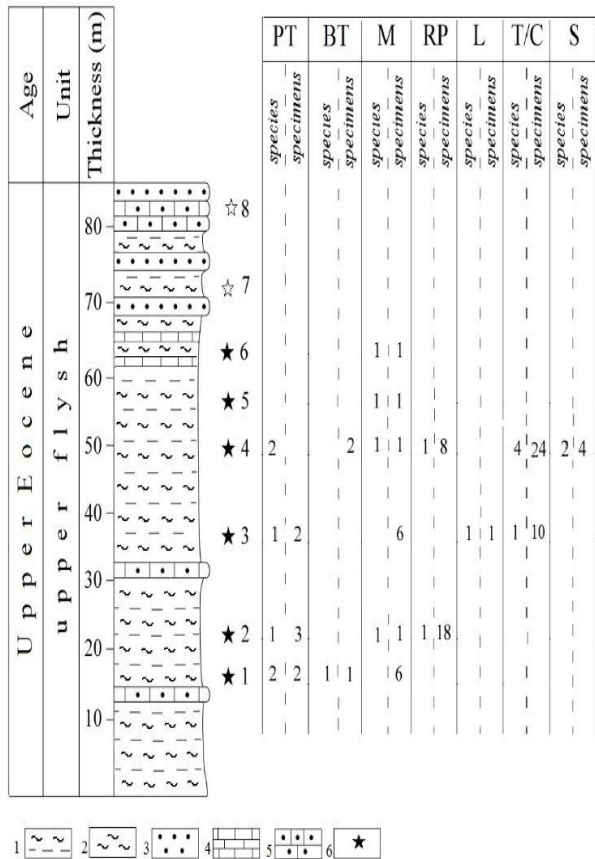 Age
Unit
Thickness (m)
PT BT M RP L T/C S
species specimens species specimens species specimens species specimens species specimens species specimens species specimens
Upper Eocene
upper flysh
☆ 8
80
☆ 7
70
★ 6 1 1
60
★ 5 1 1
50 ★ 4 2 2 1 1 1 8 4 24 2 4
40
★ 3 1 2 6 1 1 1 10
30
20 ★ 2 1 3 1 1 1 18
★ 1 2 2 1 1 6
10
1 2 3 4 5 6 ★